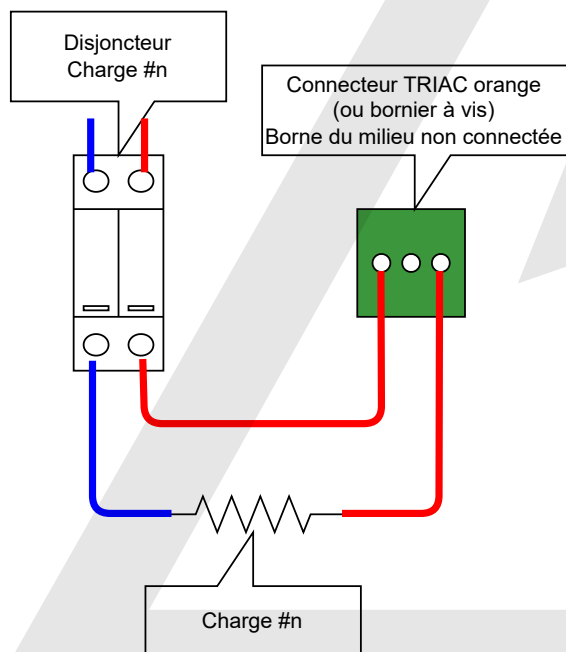 Disjoncteur
Charge #n
Connecteur TRIAC orange
(ou bornier à vis)
Borne du milieu non connectée
Charge #n